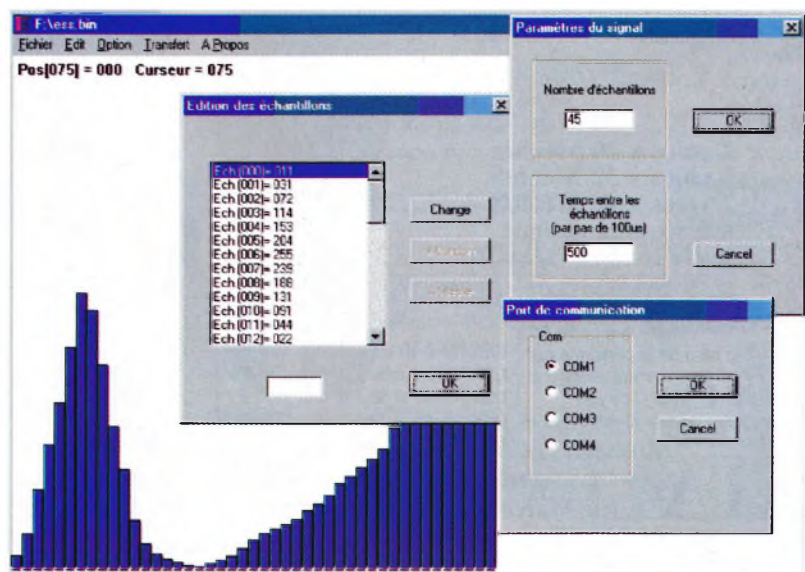 F:\ess.bin
Fichier Edit Option Transfert A Propos
Pos[075] = 000 Curseur = 075
Edition des échantillons
Ech (000)= 011
Ech (001)= 031
Ech (002)= 072
Ech (003)= 114
Ech (004)= 153
Ech (005)= 204
Ech (006)= 255
Ech (007)= 239
Ech (008)= 188
Ech (009)= 131
Ech (010)= 091
Ech (011)= 044
Ech (012)= 022
Change
OK
Paramètres du signal
Nombre d'échantillons
45
OK
Temps entre les
échantillons
(par pas de 100us)
500
Cancel
Port de communication
Com
COM1
COM2
COM3
COM4
OK
Cancel